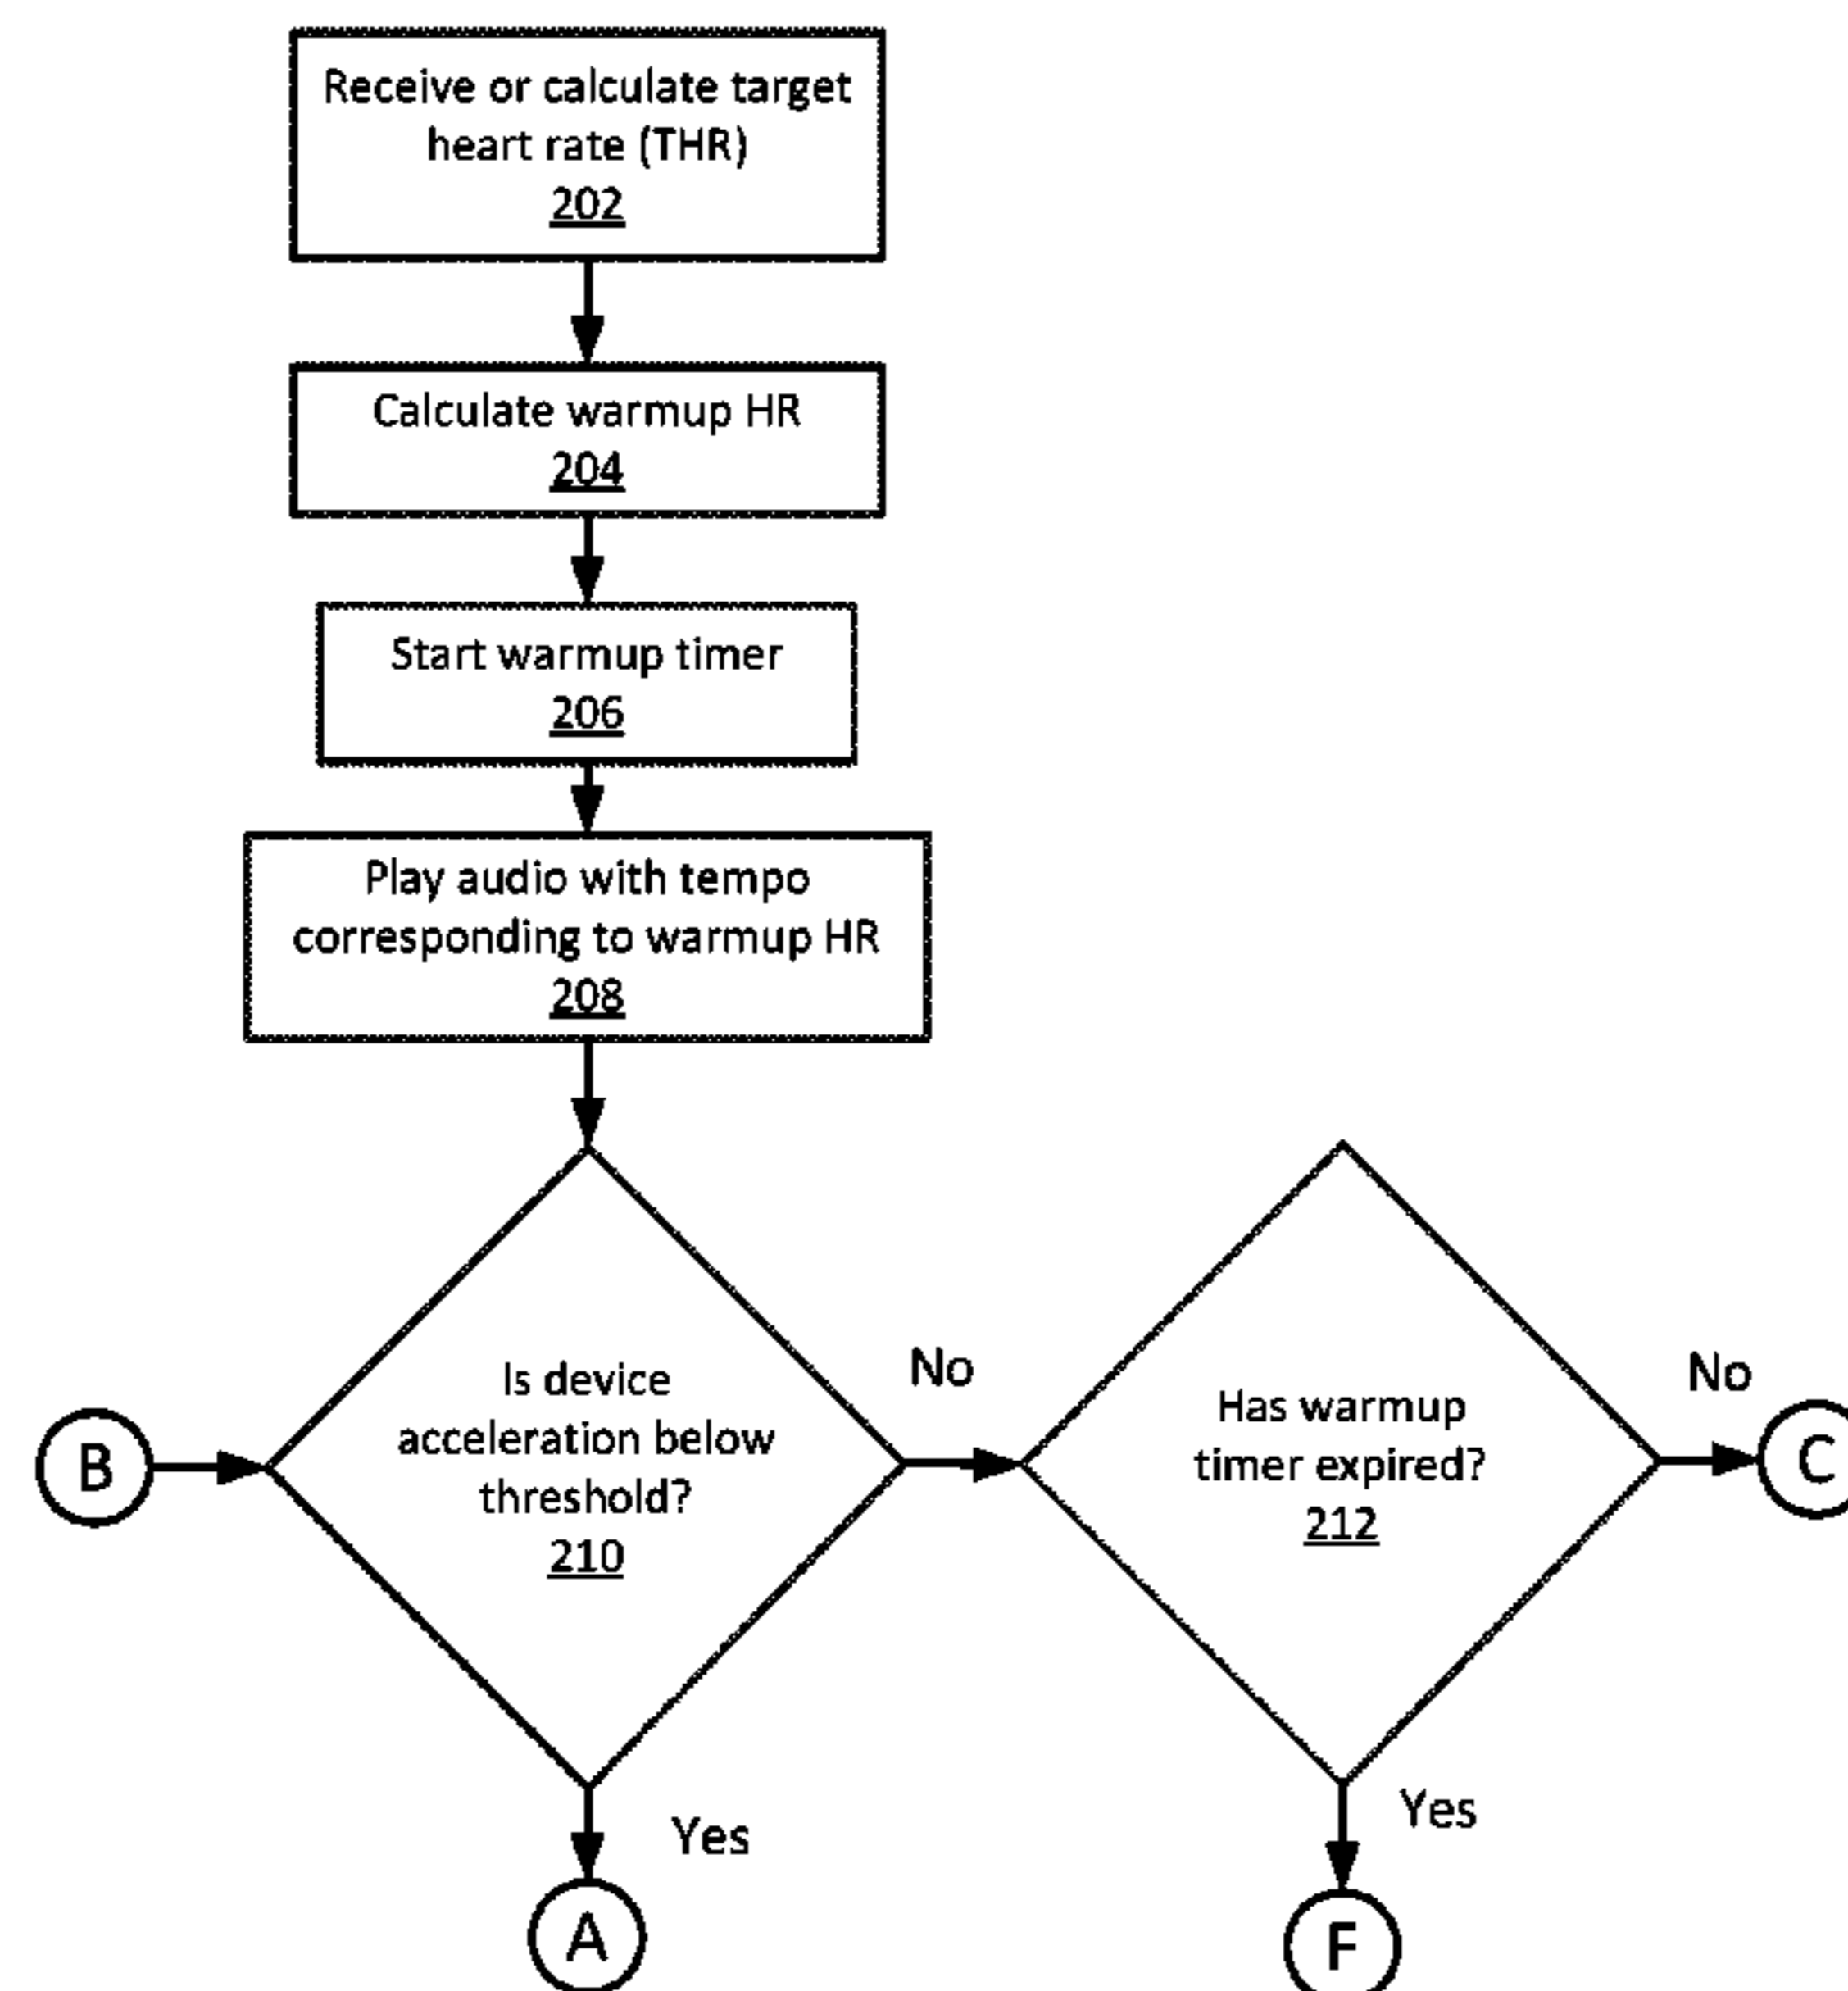 Receive or calculate target
heart rate (THR)
202
Calculate warmup HR
204
Start warmup timer
206
Play audio with tempo
corresponding to warmup HR
208
B
Is device
acceleration below
threshold?
210
No
Has warmup
timer expired?
212
No
C
Yes
A
Yes
F